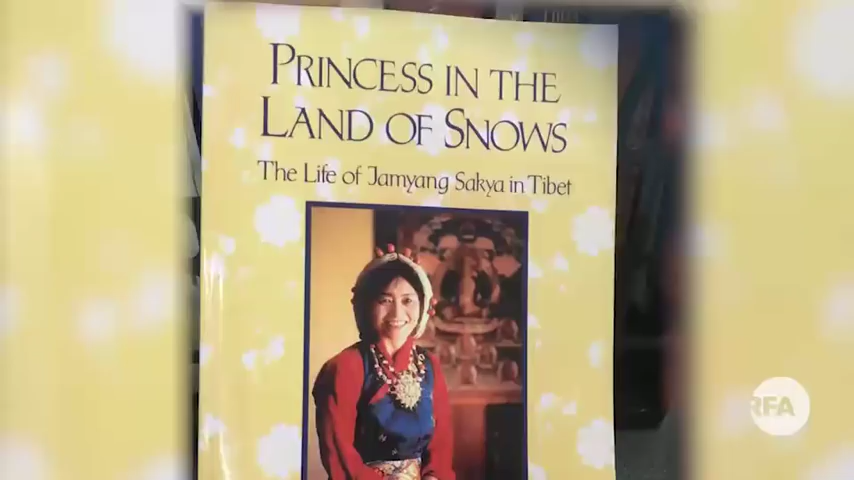 PRINCESS IN THE
LAND OF SNOWS
The Life of Jamyang Sakya in Tibet
RFA